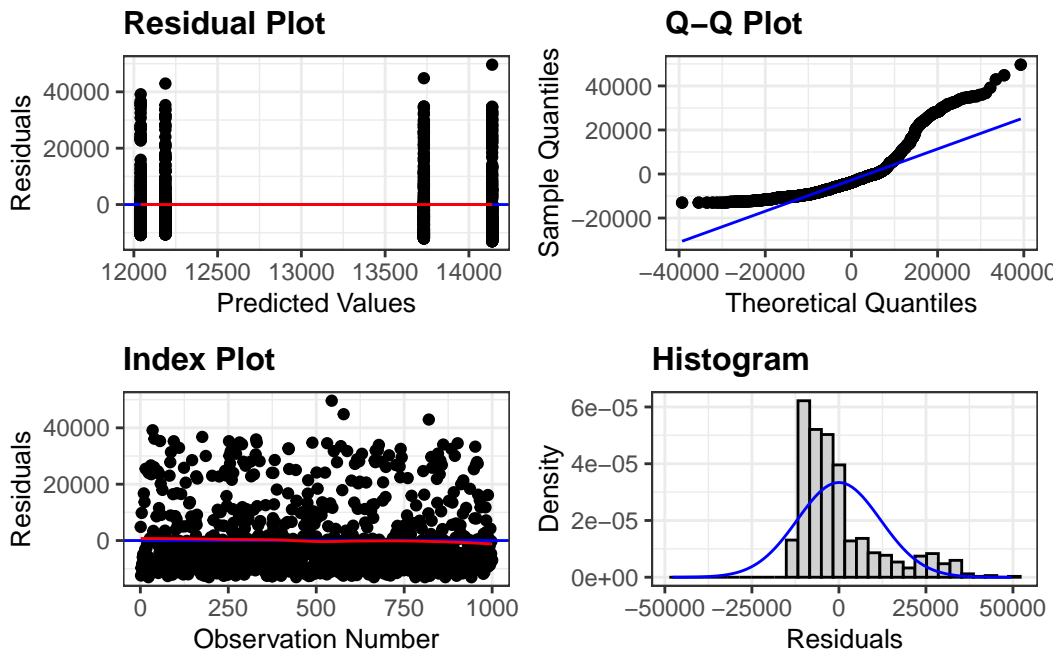 Residual Plot
Residuals
40000
20000
0
12000 12500 13000 13500 14000
Predicted Values
Q−Q Plot
Sample Quantiles
40000
20000
0
−20000
−40000 −20000 0 20000 40000
Theoretical Quantiles
Index Plot
Residuals
40000
20000
0
0 250 500 750 1000
Observation Number
Histogram
Density
6e−05
4e−05
2e−05
0e+00
−50000 −25000 0 25000 50000
Residuals